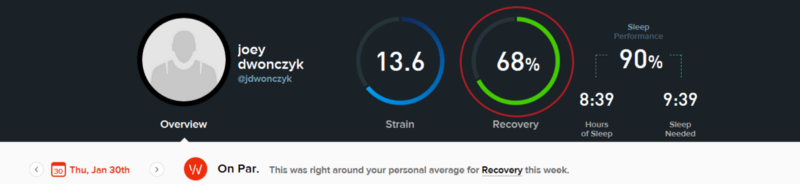 joey
dwonczyk
@jdwonczyk
Overview
13.6
Strain
68%
Recovery
Sleep
Performance
90%
8:39
Hours
of Sleep
9:39
Sleep
Needed
30
Thu, Jan 30th
W
On Par. This was right around your personal average for Recovery this week.